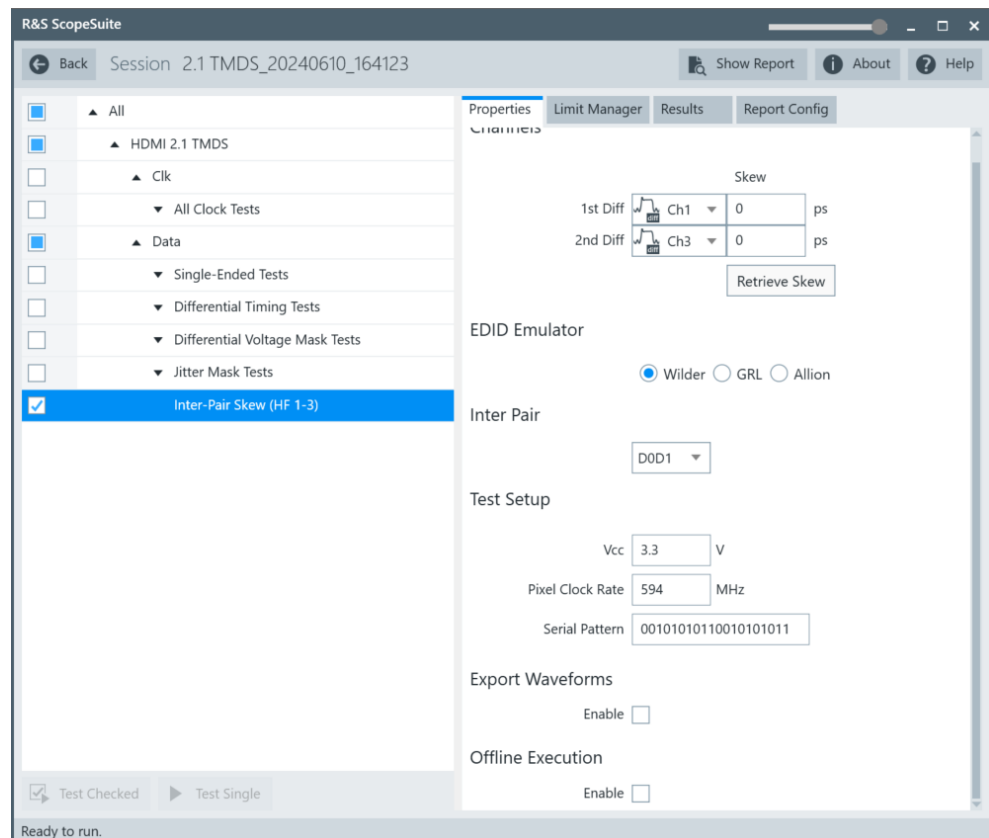 R&S ScopeSuite
Back Session 2.1 TMDS_20240610_164123 Show Report About Help
All
HDMI 2.1 TMDS
Clk
All Clock Tests
Data
Single-Ended Tests
Differential Timing Tests
Differential Voltage Mask Tests
Jitter Mask Tests
Inter-Pair Skew (HF 1-3)
Test Checked Test Single
Ready to run.
Properties Limit Manager Results Report Config
Channels
Skew
1st Diff diff Ch1 0 ps
2nd Diff diff Ch3 0 ps
Retrieve Skew
EDID Emulator
Wilder GRL Allion
Inter Pair
D0D1
Test Setup
Vcc 3.3 V
Pixel Clock Rate 594 MHz
Serial Pattern 00101010110010101011
Export Waveforms
Enable
Offline Execution
Enable